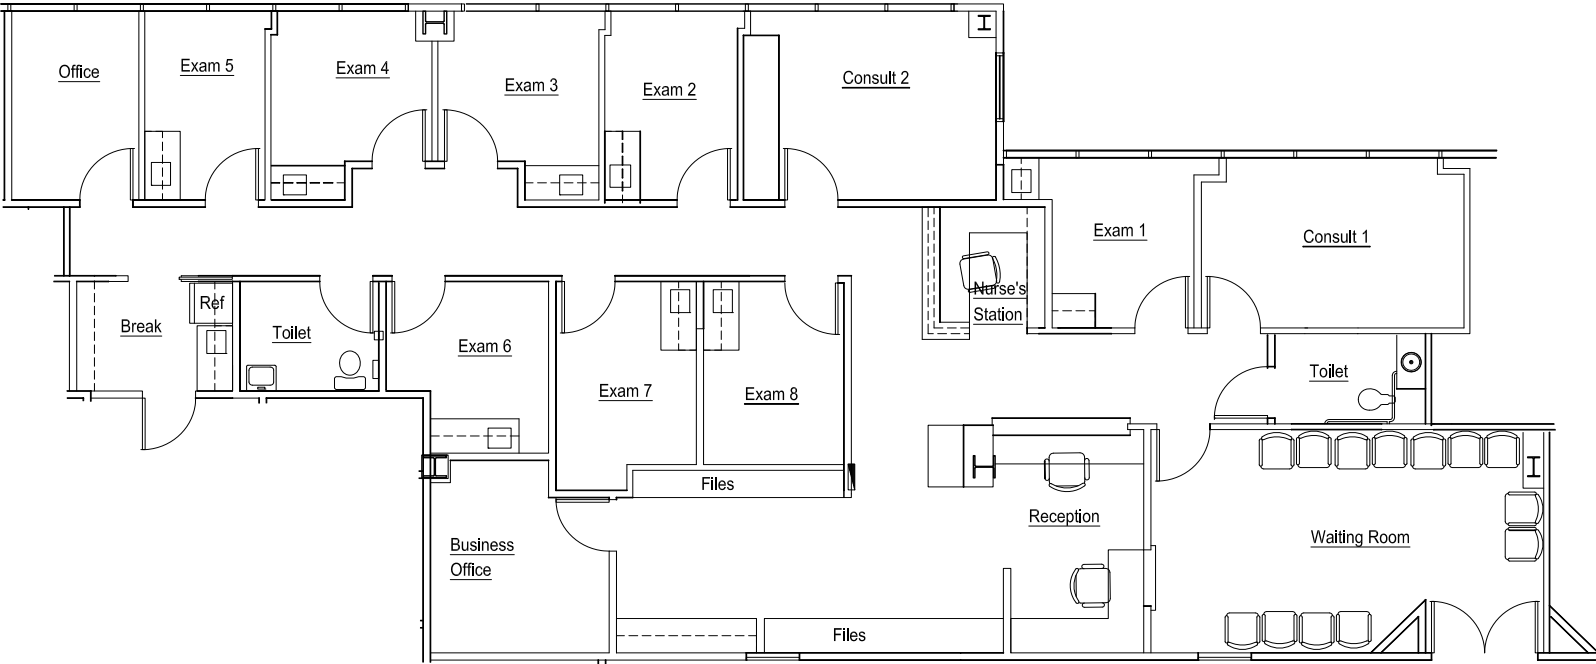 Office
Exam 5
Exam 4
Exam 3
Exam 2
Consult 2
Exam 1
Consult 1
Nurse's
Station
Ref
Break
Toilet
Exam 6
Exam 7
Exam 8
Toilet
Files
Reception
Waiting Room
Business
Office
Files